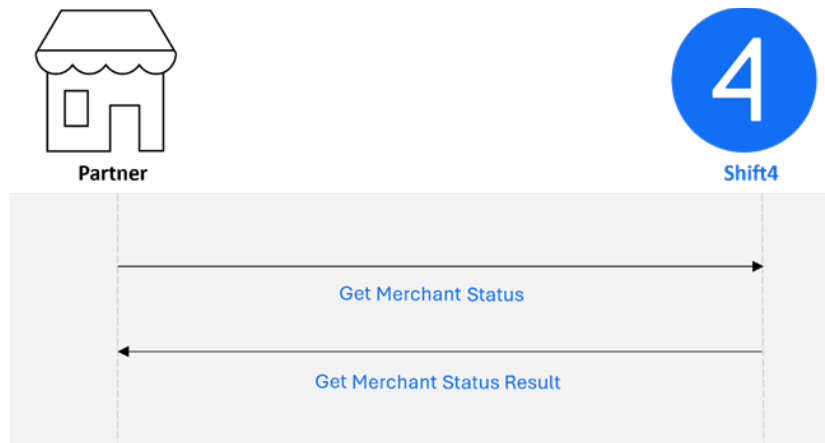 4
Partner
Shift4
Get Merchant Status
Get Merchant Status Result